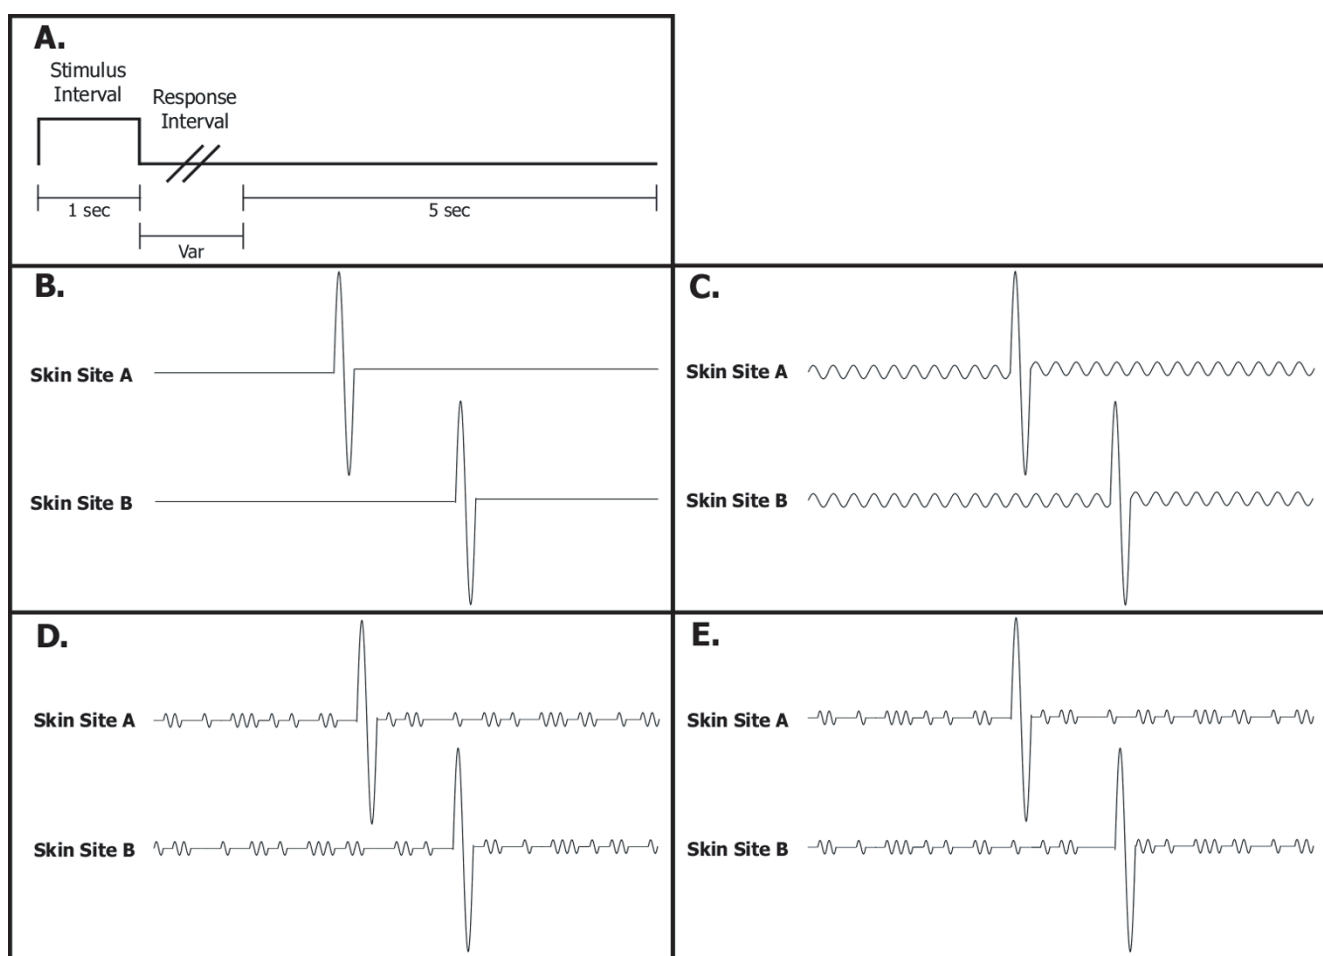 A.
Stimulus
Interval
Response
Interval
1 sec
5 sec
Var
B.
Skin Site A
Skin Site B
C.
Skin Site A
Skin Site B
D.
Skin Site A
Skin Site B
E.
Skin Site A
Skin Site B